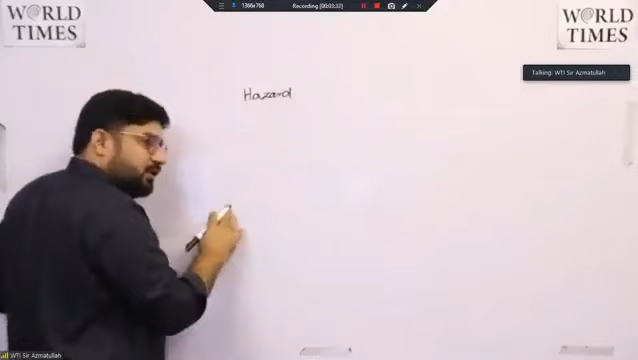 WORLD
TIMES
1366x768
Recording [00:03:32]
WORLD
TIMES
Talking: WTI Sir Azmatullah
Hazard
WTI Sir Azmatullah